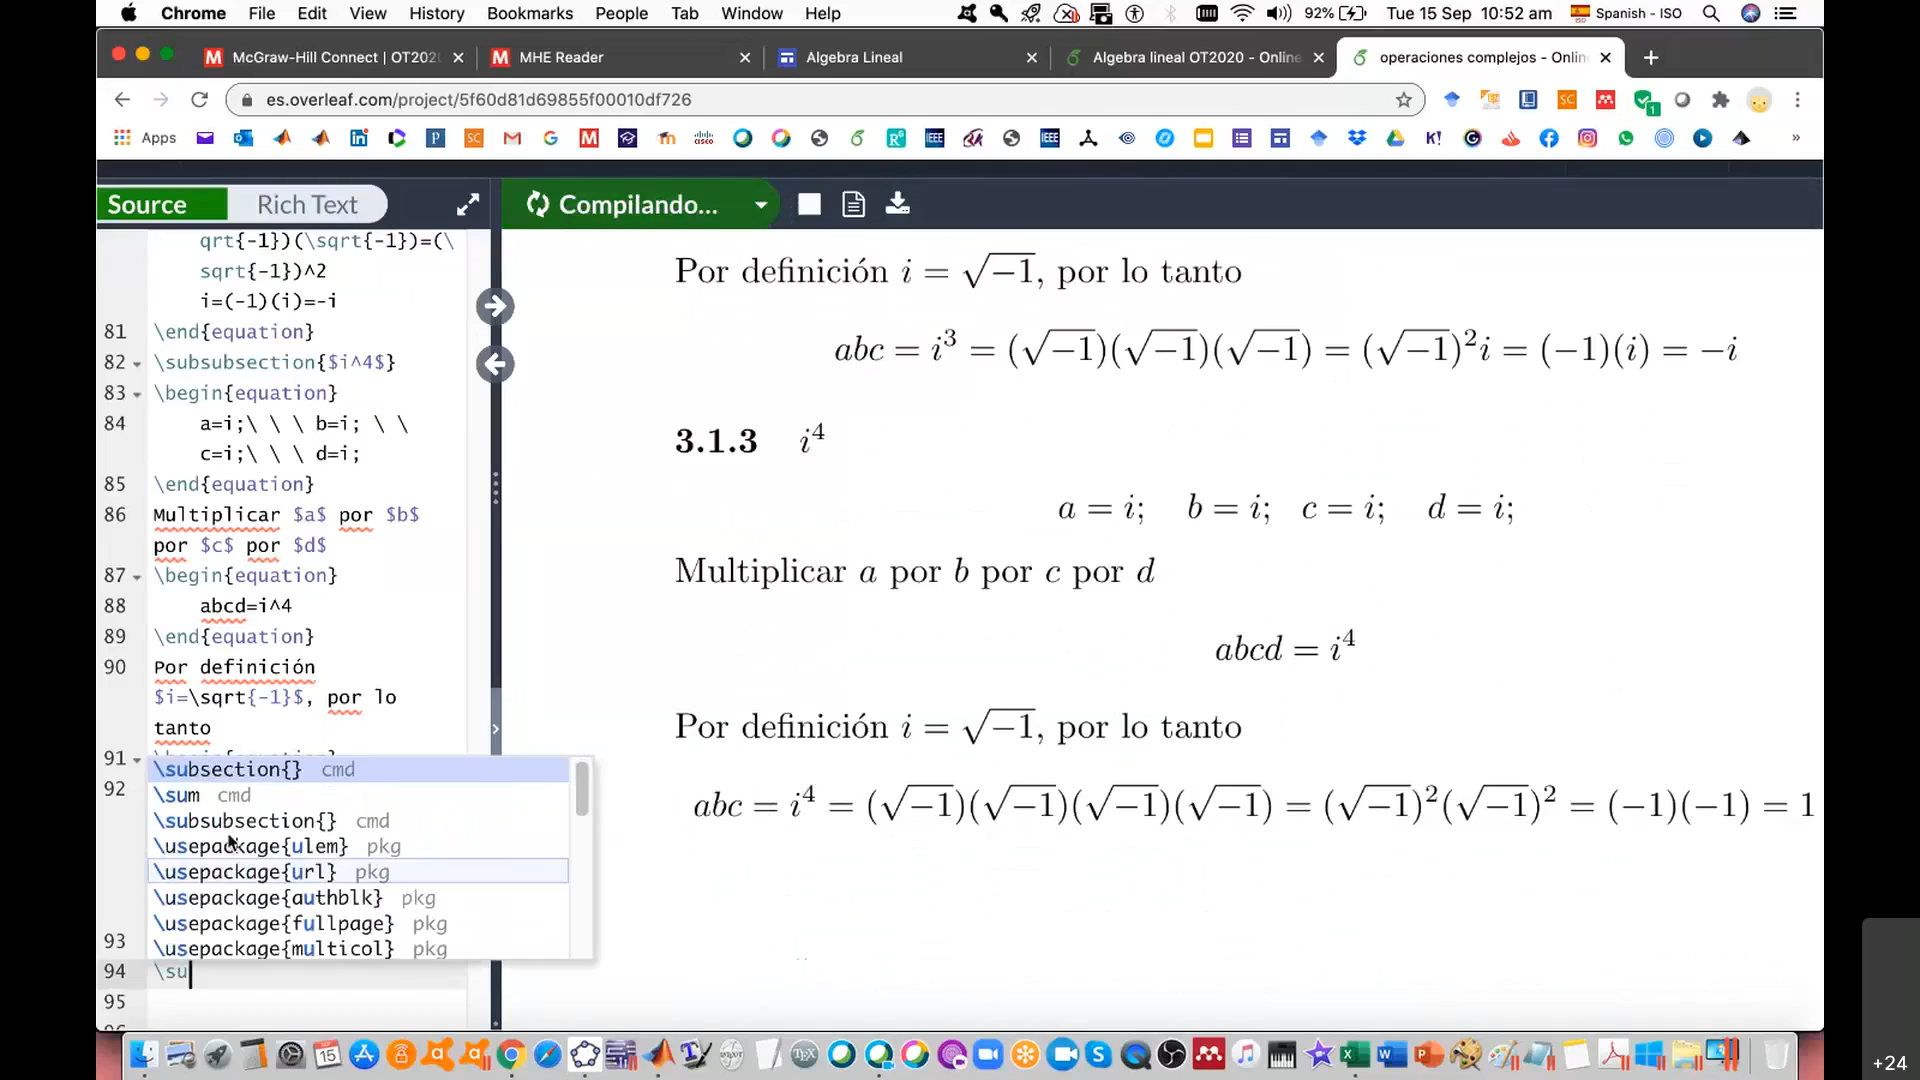 Chrome File Edit View History Bookmarks People Tab Window Help 92% Tue 15 Sep 10:52 am Spanish - ISO
McGraw-Hill Connect | OT202 MHE Reader Algebra Lineal Algebra lineal OT2020 - Online operaciones complejos - Onlin
es.overleaf.com/project/5f60d81d69855f00010df726
Apps
Source Rich Text Compilando...
qrt{-1})(\sqrt{-1})=(\
sqrt{-1})^2
i=(-1)(i)=-i
81 \end{equation}
82 \subsubsection{$i^4$}
83 \begin{equation}
84 a=i;\ \ \ b=i; \ \
c=i;\ \ \ d=i;
85 \end{equation}
86 Multiplicar $a$ por $b$
por $c$ por $d$
87 \begin{equation}
88 abcd=i^4
89 \end{equation}
90 Por definición
$i=\sqrt{-1}$, por lo
tanto
91
92
\subsection{} cmd
\sum cmd
\subsubsection{} cmd
\usepackage{ulem} pkg
\usepackage{url} pkg
\usepackage{authblk} pkg
\usepackage{fullpage} pkg
\usepackage{multicol} pkg
93
94 \su
95
Por definición i = √−1, por lo tanto
abc = i³ = (√−1)(√−1)(√−1) = (√−1)²i = (−1)(i) = −i
3.1.3 i⁴
a = i; b = i; c = i; d = i;
Multiplicar a por b por c por d
abcd = i⁴
Por definición i = √−1, por lo tanto
abc = i⁴ = (√−1)(√−1)(√−1)(√−1) = (√−1)²(√−1)² = (−1)(−1) = 1
+24